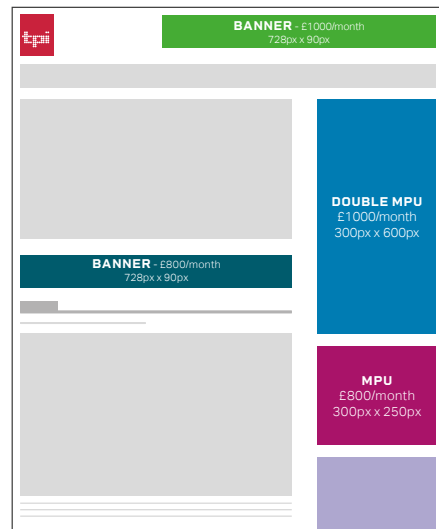 tpi
BANNER - £1000/month
728px x 90px
DOUBLE MPU
£1000/month
300px x 600px
BANNER - £800/month
728px x 90px
MPU
£800/month
300px x 250px